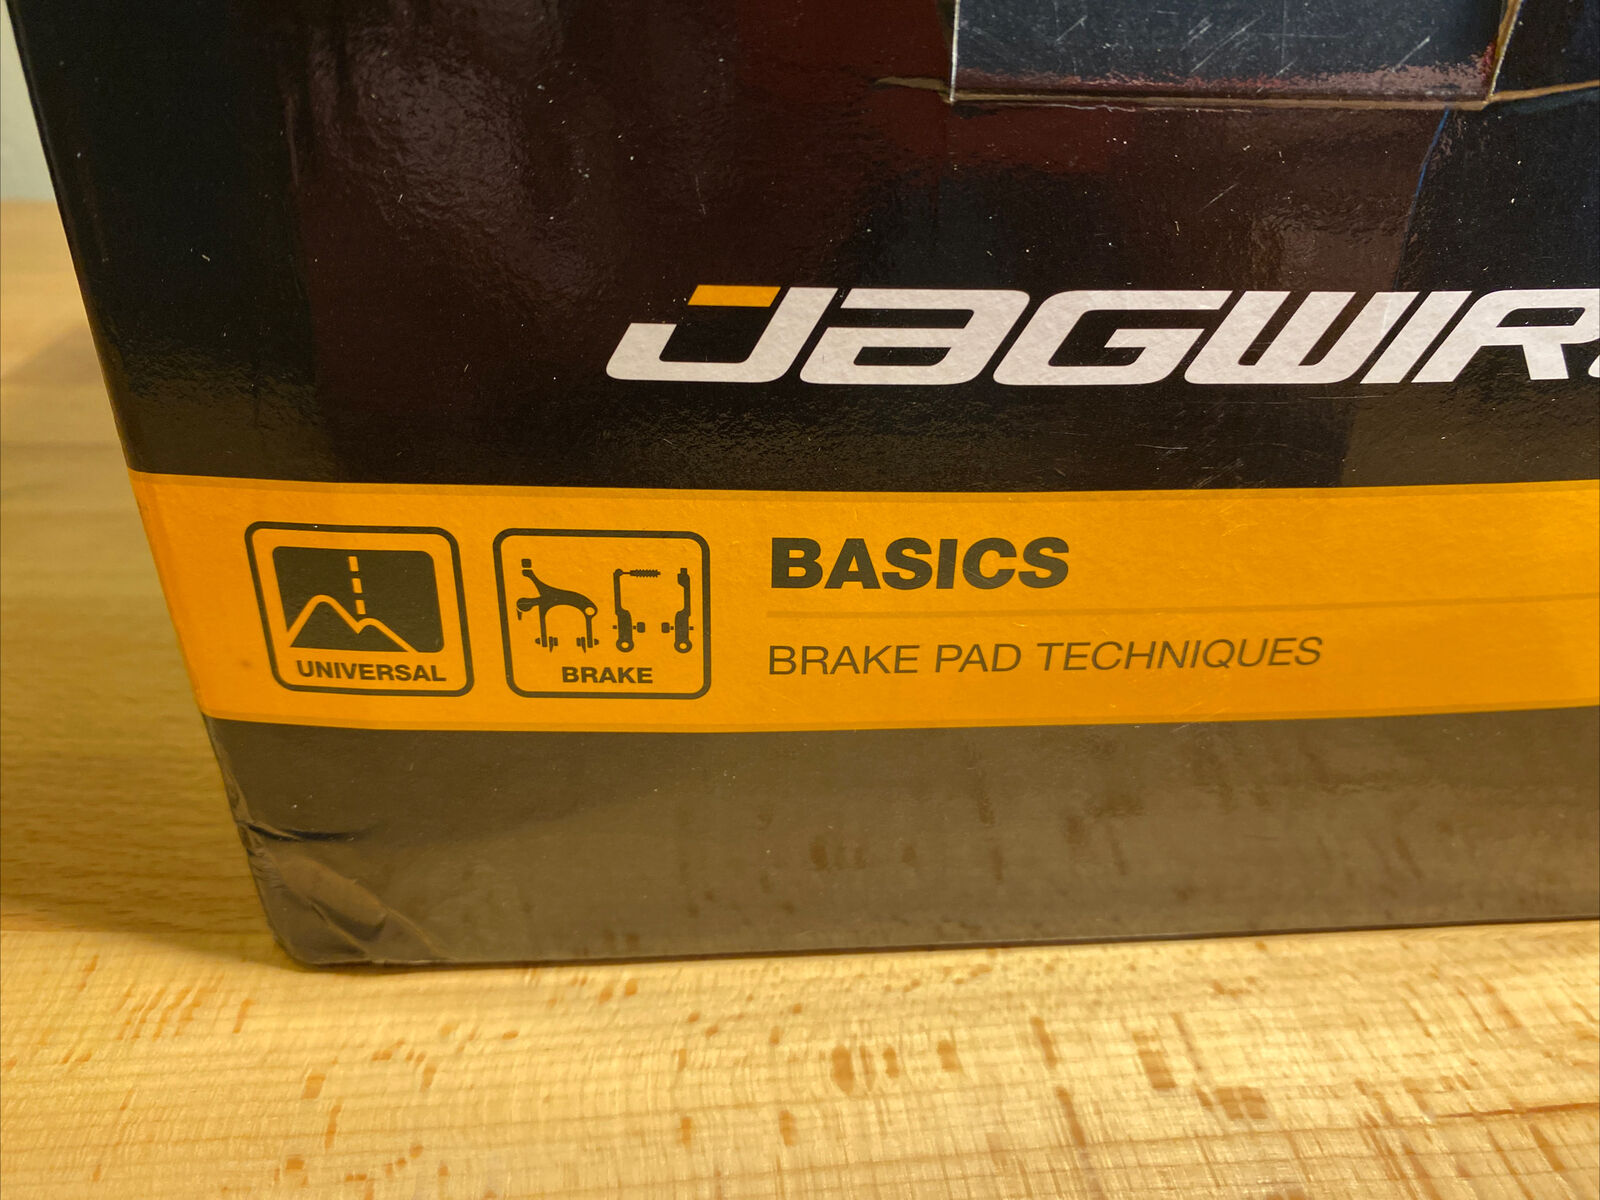 JAGWIR
UNIVERSAL
BRAKE
BASICS
BRAKE PAD TECHNIQUES